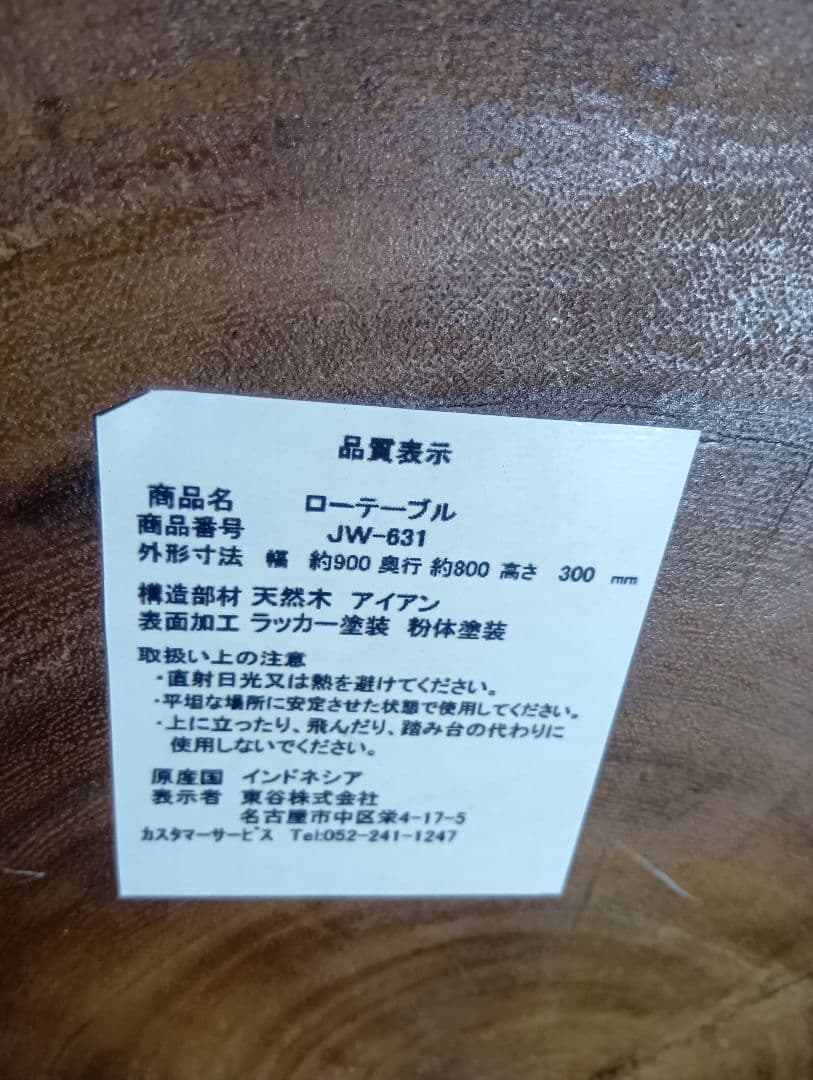 品質表示
商品名 ローテーブル
商品番号 JW-631
外形寸法 幅 約900 奥行 約800 高さ 300 mm
構造部材 天然木 アイアン
表面加工 ラッカー塗装 粉体塗装
取扱い上の注意
・直射日光又は熱を避けてください。
・平坦な場所に安定させた状態で使用してください。
・上に立ったり、飛んだり、踏み台の代わりに
使用しないでください。
原産国 インドネシア
表示者 東谷株式会社
名古屋市中区栄4-17-5
カスタマーサービス Tel:052-241-1247